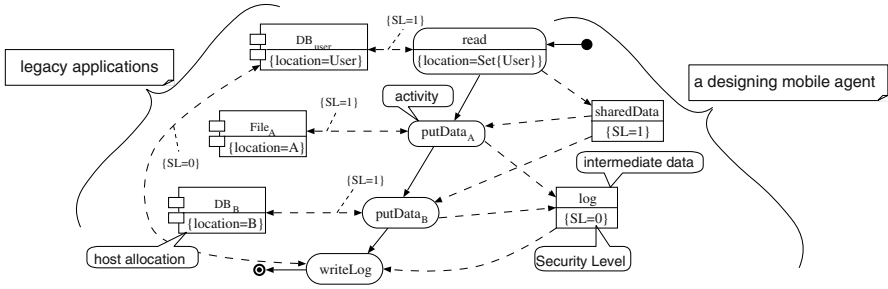 {SL=1}
DB_user
{location=User}
read
{location=Set{User}}
legacy applications
a designing mobile agent
activity
{SL=1}
sharedData
{SL=1}
File_A
{location=A}
putData_A
{SL=0}
intermediate data
{SL=1}
log
{SL=0}
DB_B
{location=B}
putData_B
host allocation
Security Level
writeLog